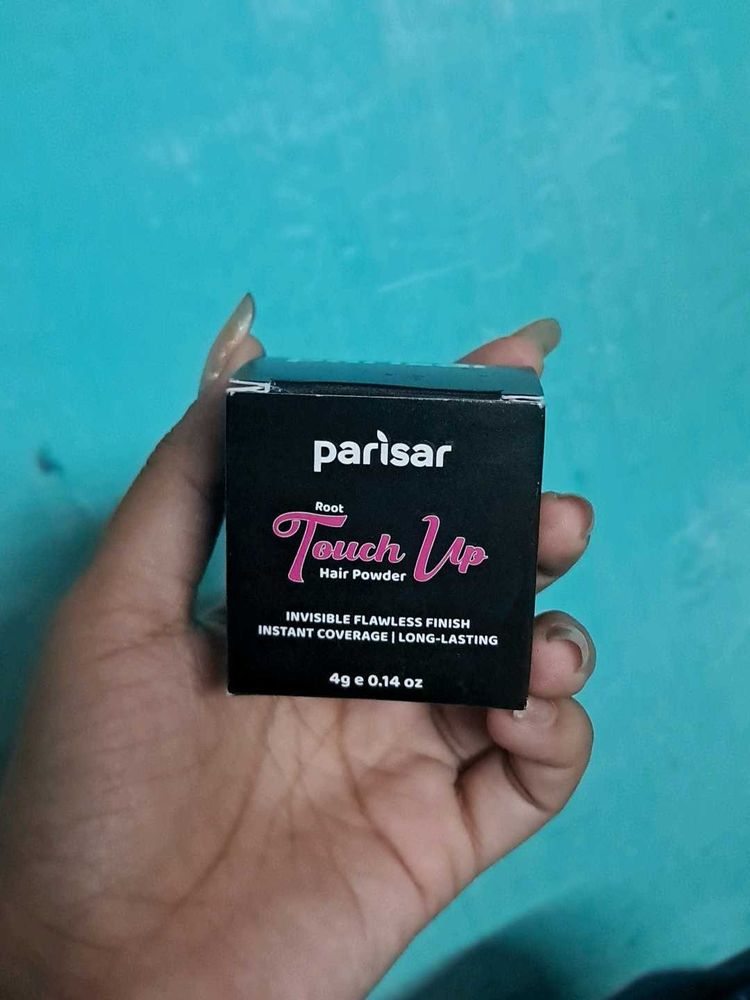 parisar
Root
Touch Up
Hair Powder
INVISIBLE FLAWLESS FINISH
INSTANT COVERAGE | LONG-LASTING
4g e 0.14 oz